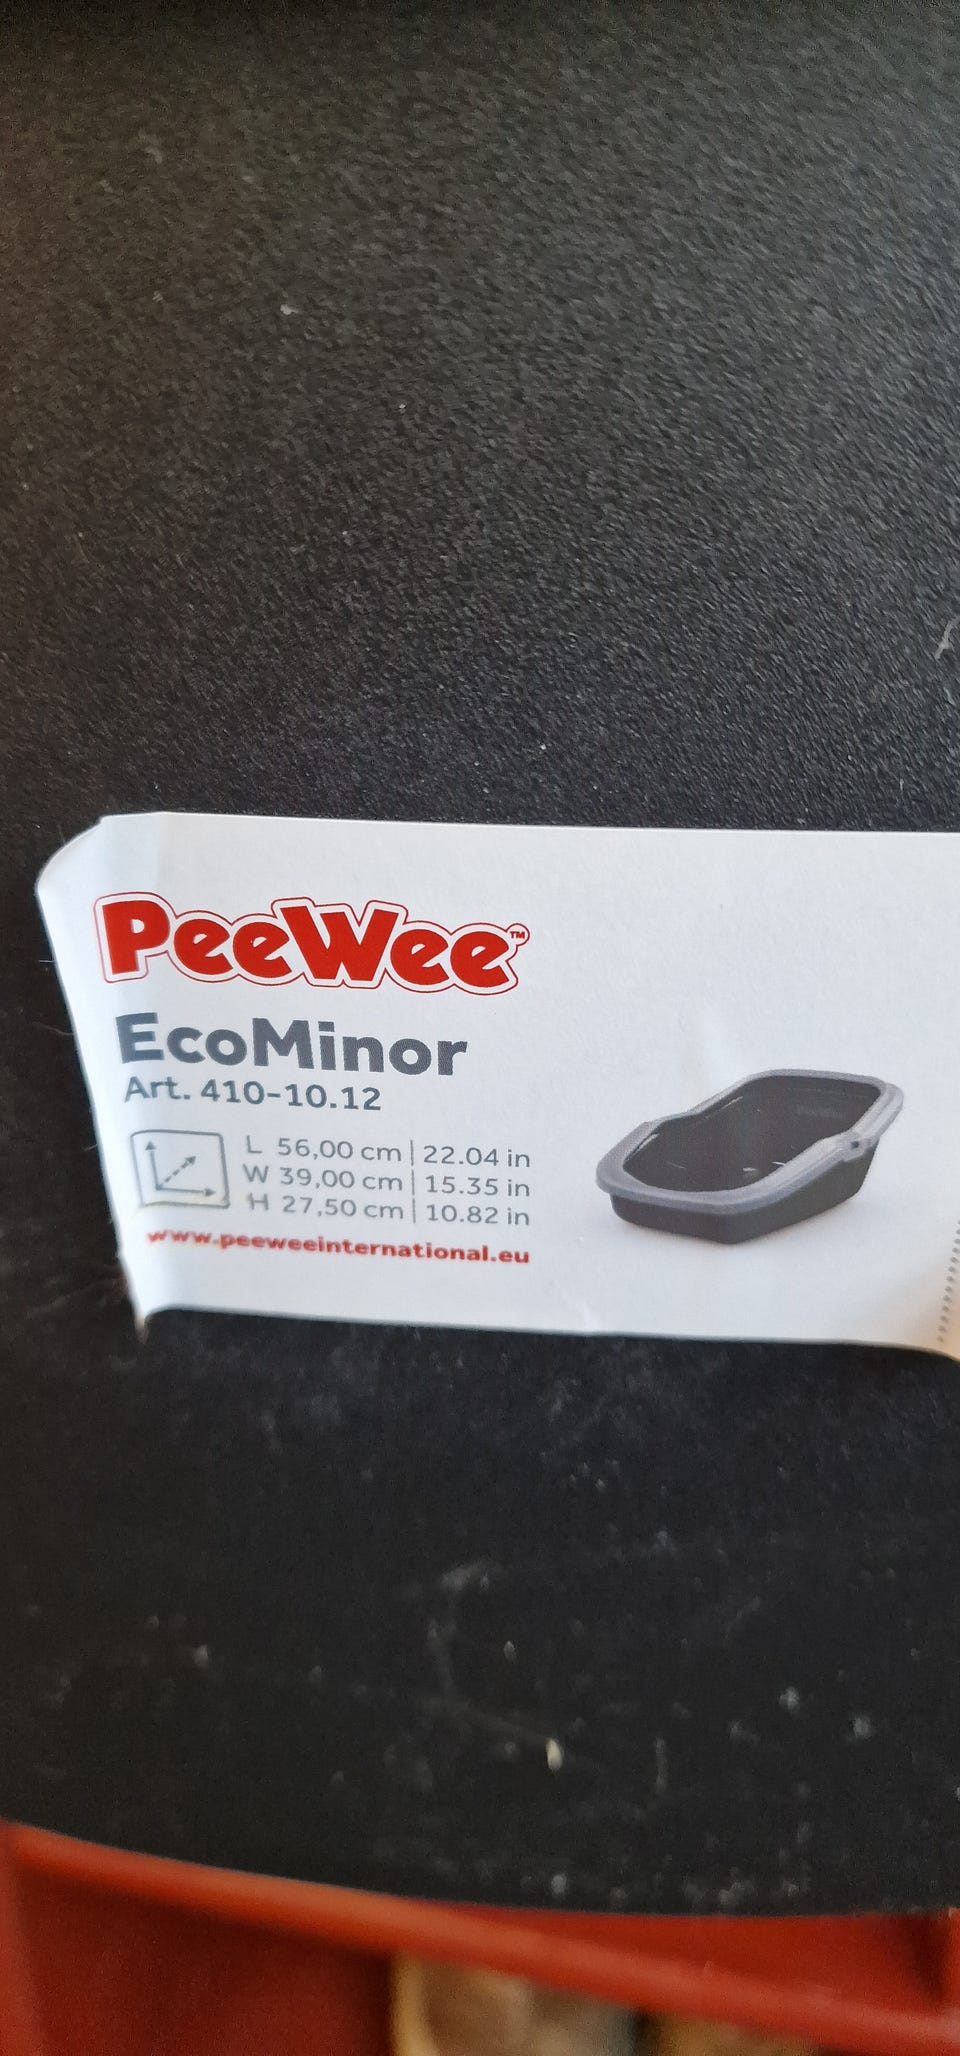 PeeWee™
EcoMinor
Art. 410-10.12
L 56,00 cm | 22.04 in
W 39,00 cm | 15.35 in
H 27,50 cm | 10.82 in
www.peeweeinternational.eu